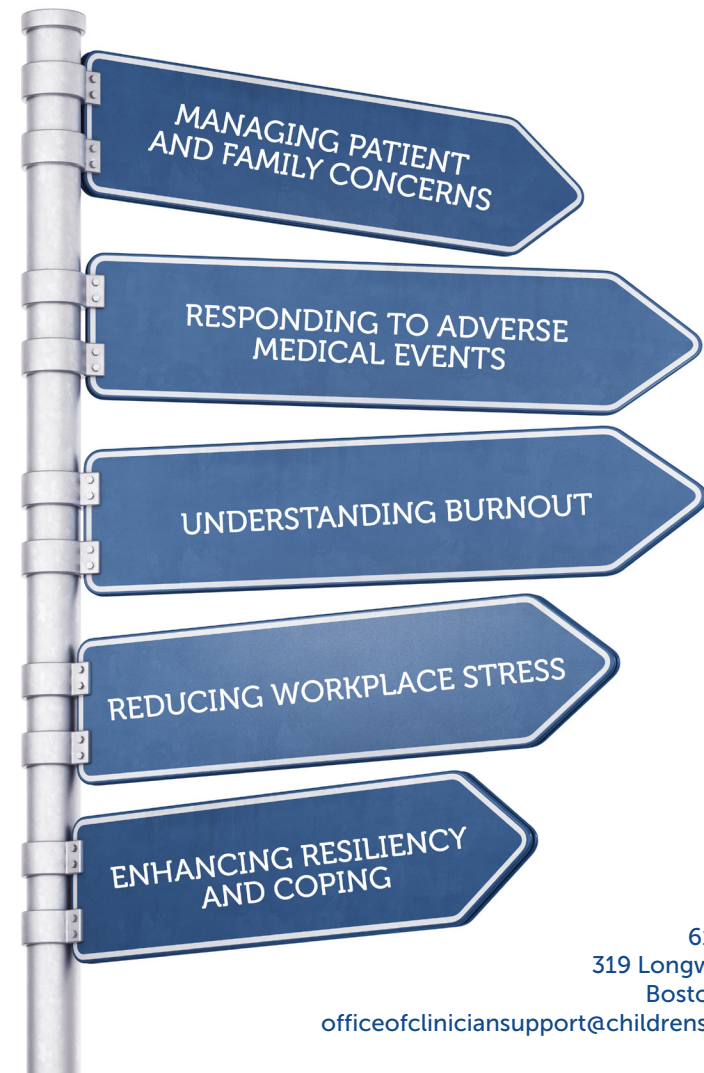 MANAGING PATIENT
AND FAMILY CONCERNS
RESPONDING TO ADVERSE
MEDICAL EVENTS
UNDERSTANDING BURNOUT
REDUCING WORKPLACE STRESS
ENHANCING RESILIENCY
AND COPING
319 Longw
Bosto
officeofcliniciansupport@childrens